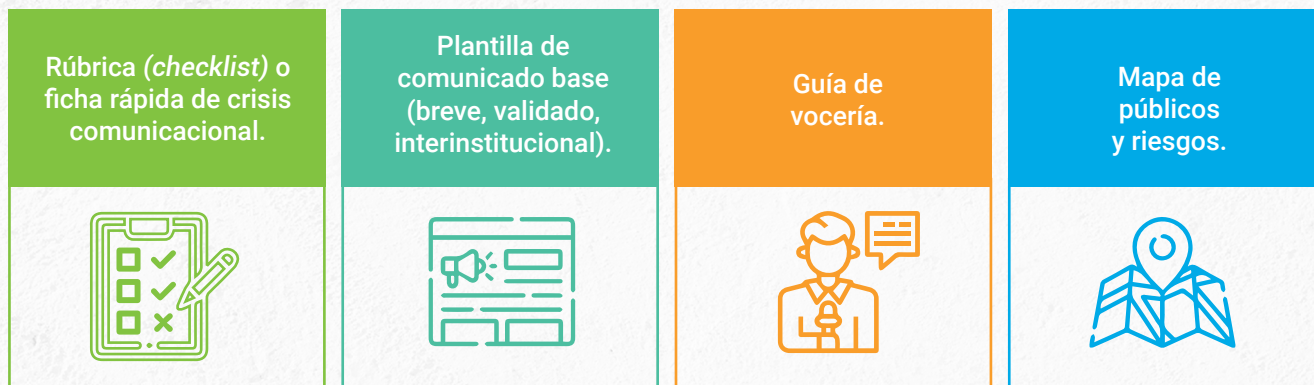 Rúbrica (checklist) o
ficha rápida de crisis
comunicacional.
Plantilla de
comunicado base
(breve, validado,
interinstitucional).
Guía de
vocería.
Mapa de
públicos
y riesgos.